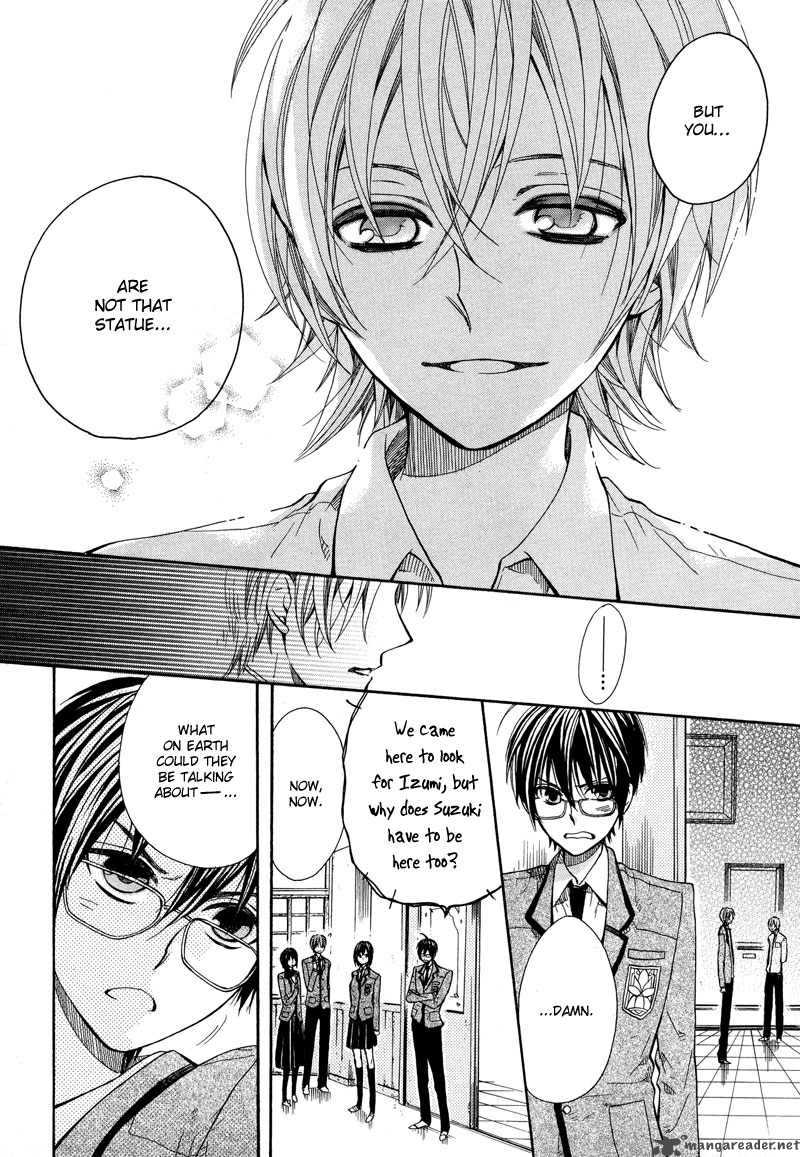 BUT
YOU...
ARE
NOT THAT
STATUE...
...
...DAMN.
We came
here to look
for Izumi, but
why does Suzuki
have to be
here too?
NOW,
NOW.
WHAT
ON EARTH
COULD THEY
BE TALKING
ABOUT— ...
mangareader.net